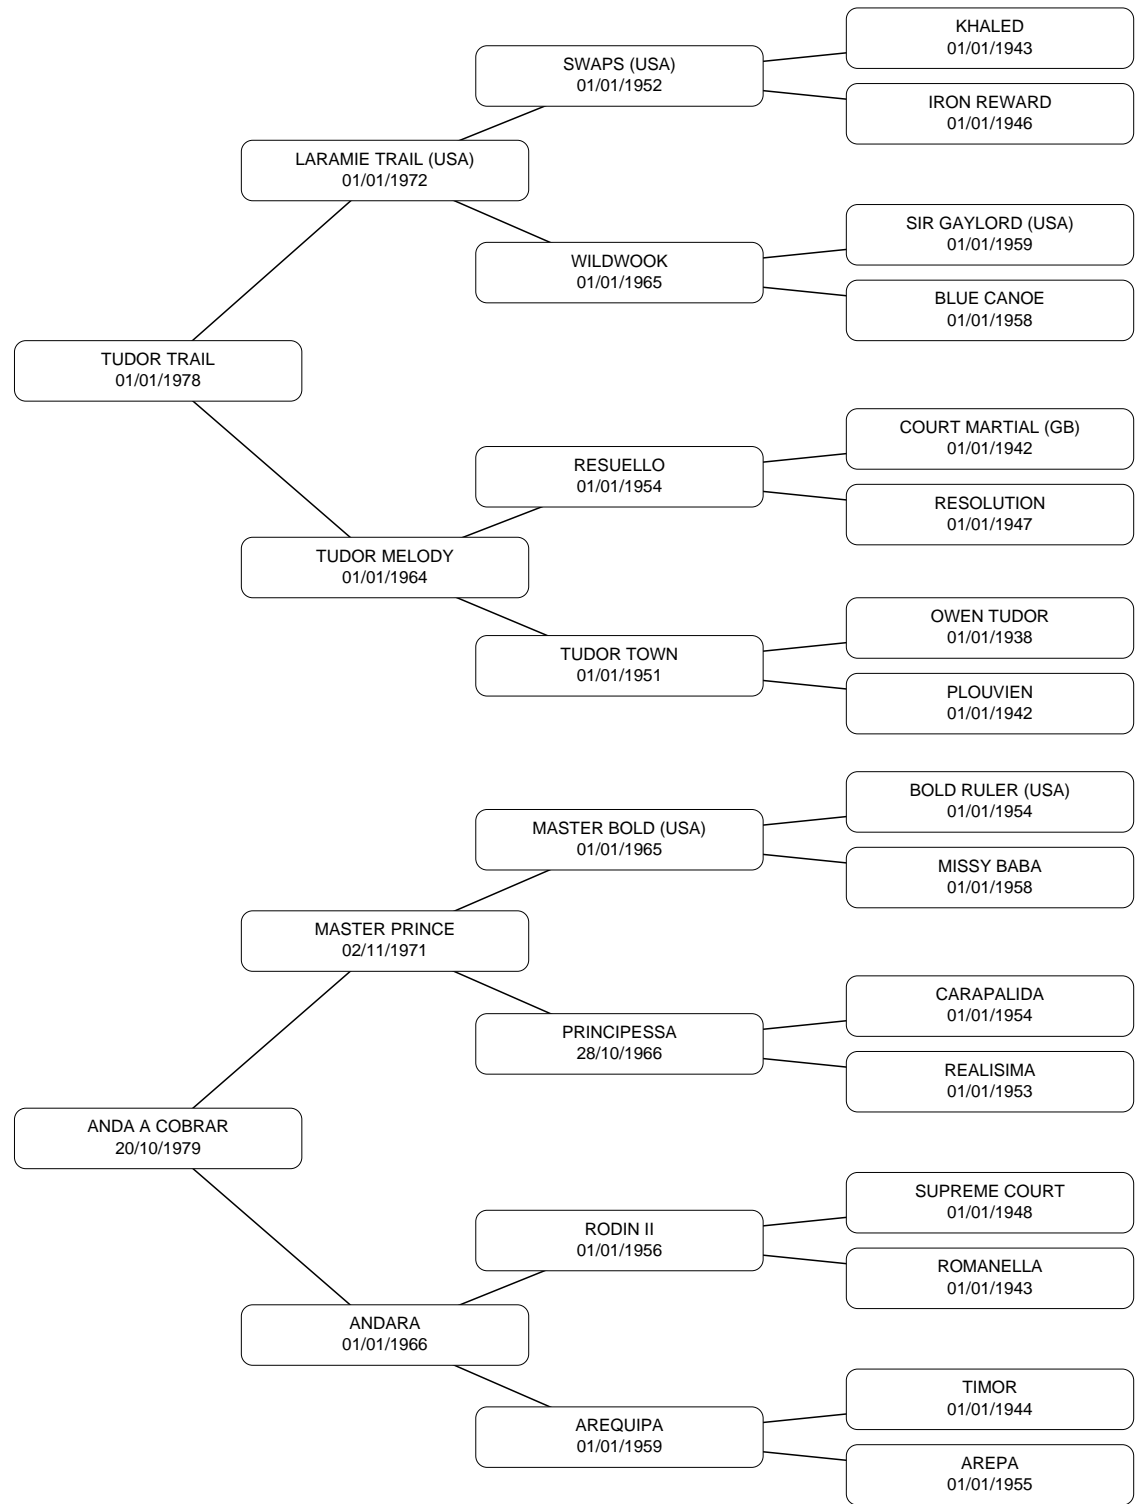 KHALED
01/01/1943
SWAPS (USA)
01/01/1952
IRON REWARD
01/01/1946
LARAMIE TRAIL (USA)
01/01/1972
SIR GAYLORD (USA)
01/01/1959
WILDWOOK
01/01/1965
BLUE CANOE
01/01/1958
TUDOR TRAIL
01/01/1978
COURT MARTIAL (GB)
01/01/1942
RESUELLO
01/01/1954
RESOLUTION
01/01/1947
TUDOR MELODY
01/01/1964
OWEN TUDOR
01/01/1938
TUDOR TOWN
01/01/1951
PLOUVIEN
01/01/1942
BOLD RULER (USA)
01/01/1954
MASTER BOLD (USA)
01/01/1965
MISSY BABA
01/01/1958
MASTER PRINCE
02/11/1971
CARAPALIDA
01/01/1954
PRINCIPESSA
28/10/1966
REALISIMA
01/01/1953
ANDA A COBRAR
20/10/1979
SUPREME COURT
01/01/1948
RODIN II
01/01/1956
ROMANELLA
01/01/1943
ANDARA
01/01/1966
TIMOR
01/01/1944
AREQUIPA
01/01/1959
AREPA
01/01/1955